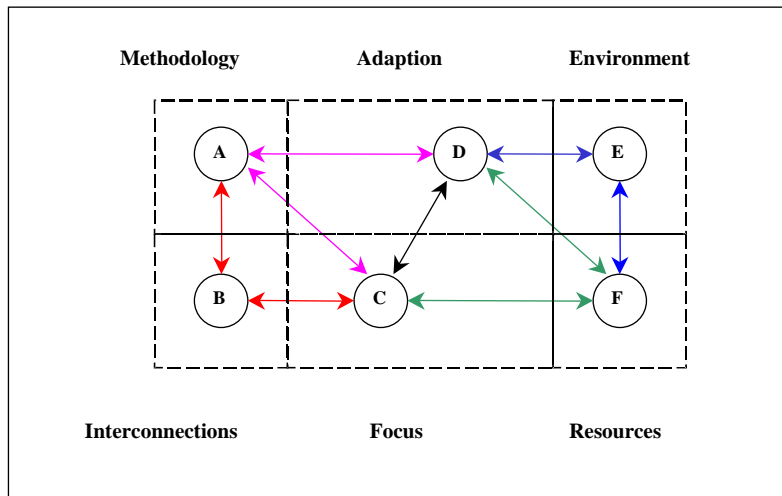 Methodology Adaption Environment
A D E
B C F
Interconnections Focus Resources